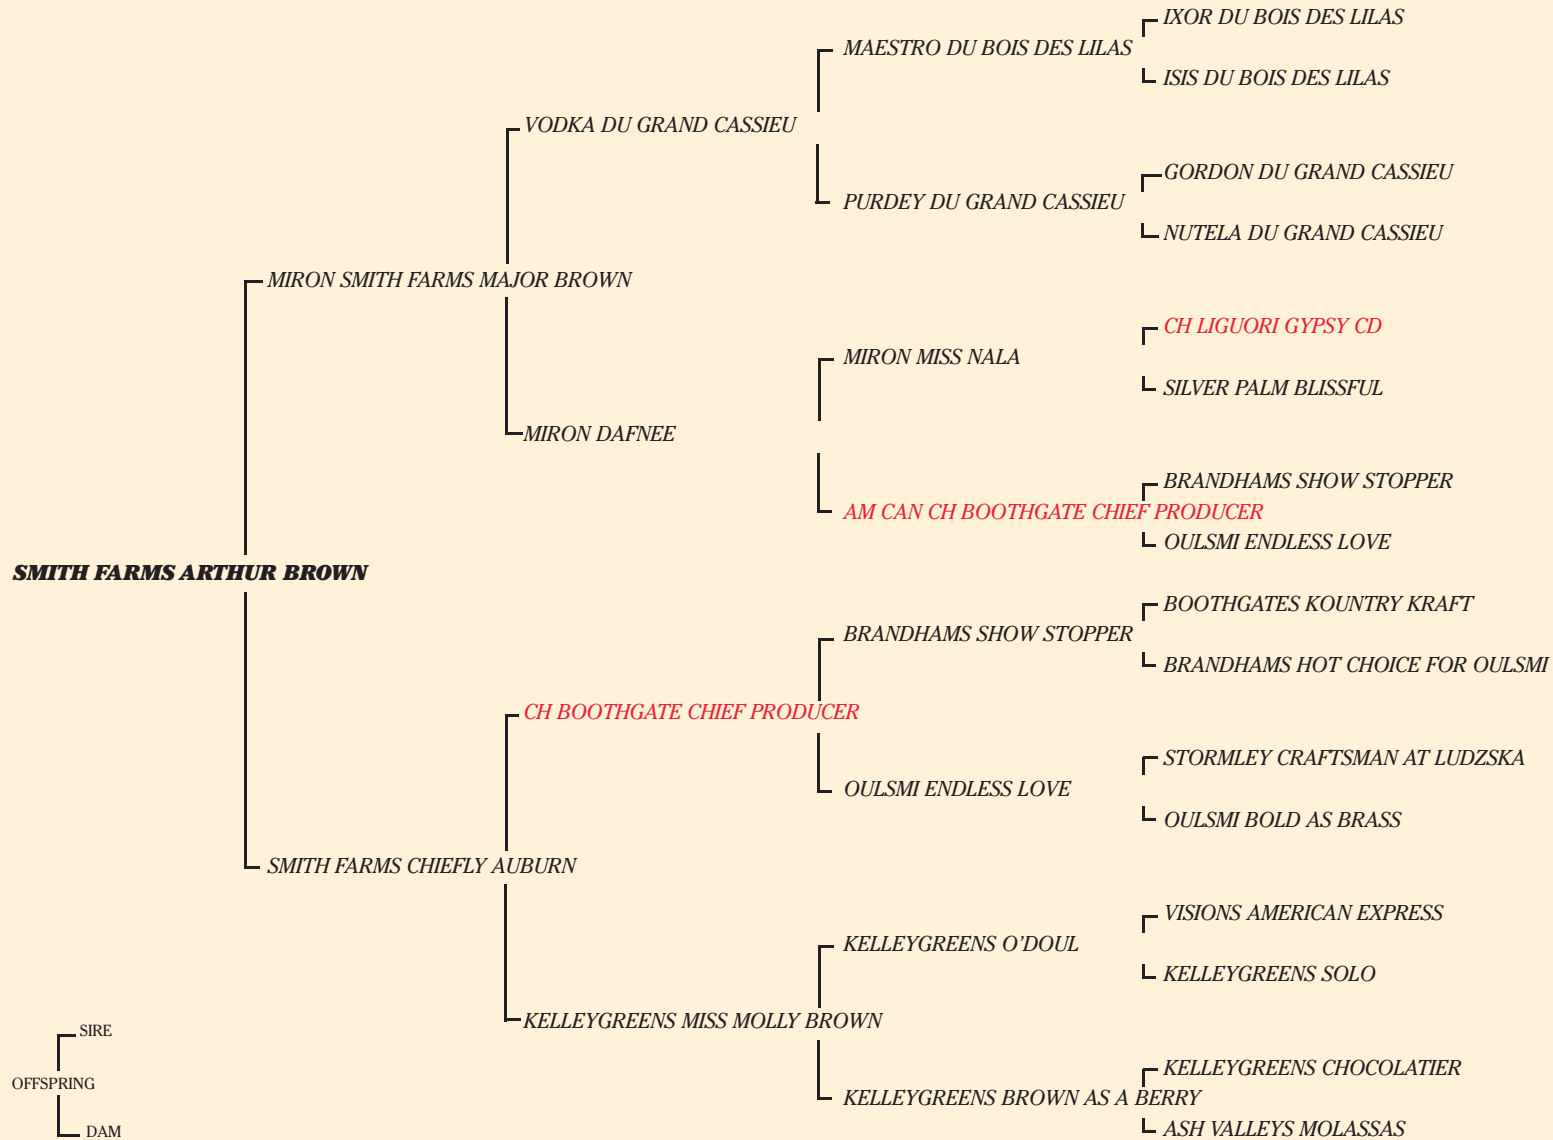 IXOR DU BOIS DES LILAS
MAESTRO DU BOIS DES LILAS
ISIS DU BOIS DES LILAS
VODKA DU GRAND CASSIEU
GORDON DU GRAND CASSIEU
PURDEY DU GRAND CASSIEU
NUTELA DU GRAND CASSIEU
MIRON SMITH FARMS MAJOR BROWN
CH LIGUORI GYPSY CD
MIRON MISS NALA
SILVER PALM BLISSFUL
MIRON DAFNEE
BRANDHAMS SHOW STOPPER
AM CAN CH BOOTHGATE CHIEF PRODUCER
OULSMI ENDLESS LOVE
SMITH FARMS ARTHUR BROWN
BOOTHGATES KOUNTRY KRAFT
BRANDHAMS SHOW STOPPER
BRANDHAMS HOT CHOICE FOR OULSMI
CH BOOTHGATE CHIEF PRODUCER
STORMLEY CRAFTSMAN AT LUDZSKA
OULSMI ENDLESS LOVE
OULSMI BOLD AS BRASS
SMITH FARMS CHIEFLY AUBURN
VISIONS AMERICAN EXPRESS
KELLEYGREENS O'DOUL
KELLEYGREENS SOLO
KELLEYGREENS MISS MOLLY BROWN
KELLEYGREENS CHOCOLATIER
KELLEYGREENS BROWN AS A BERRY
ASH VALLEYS MOLASSAS
SIRE
OFFSPRING
DAM